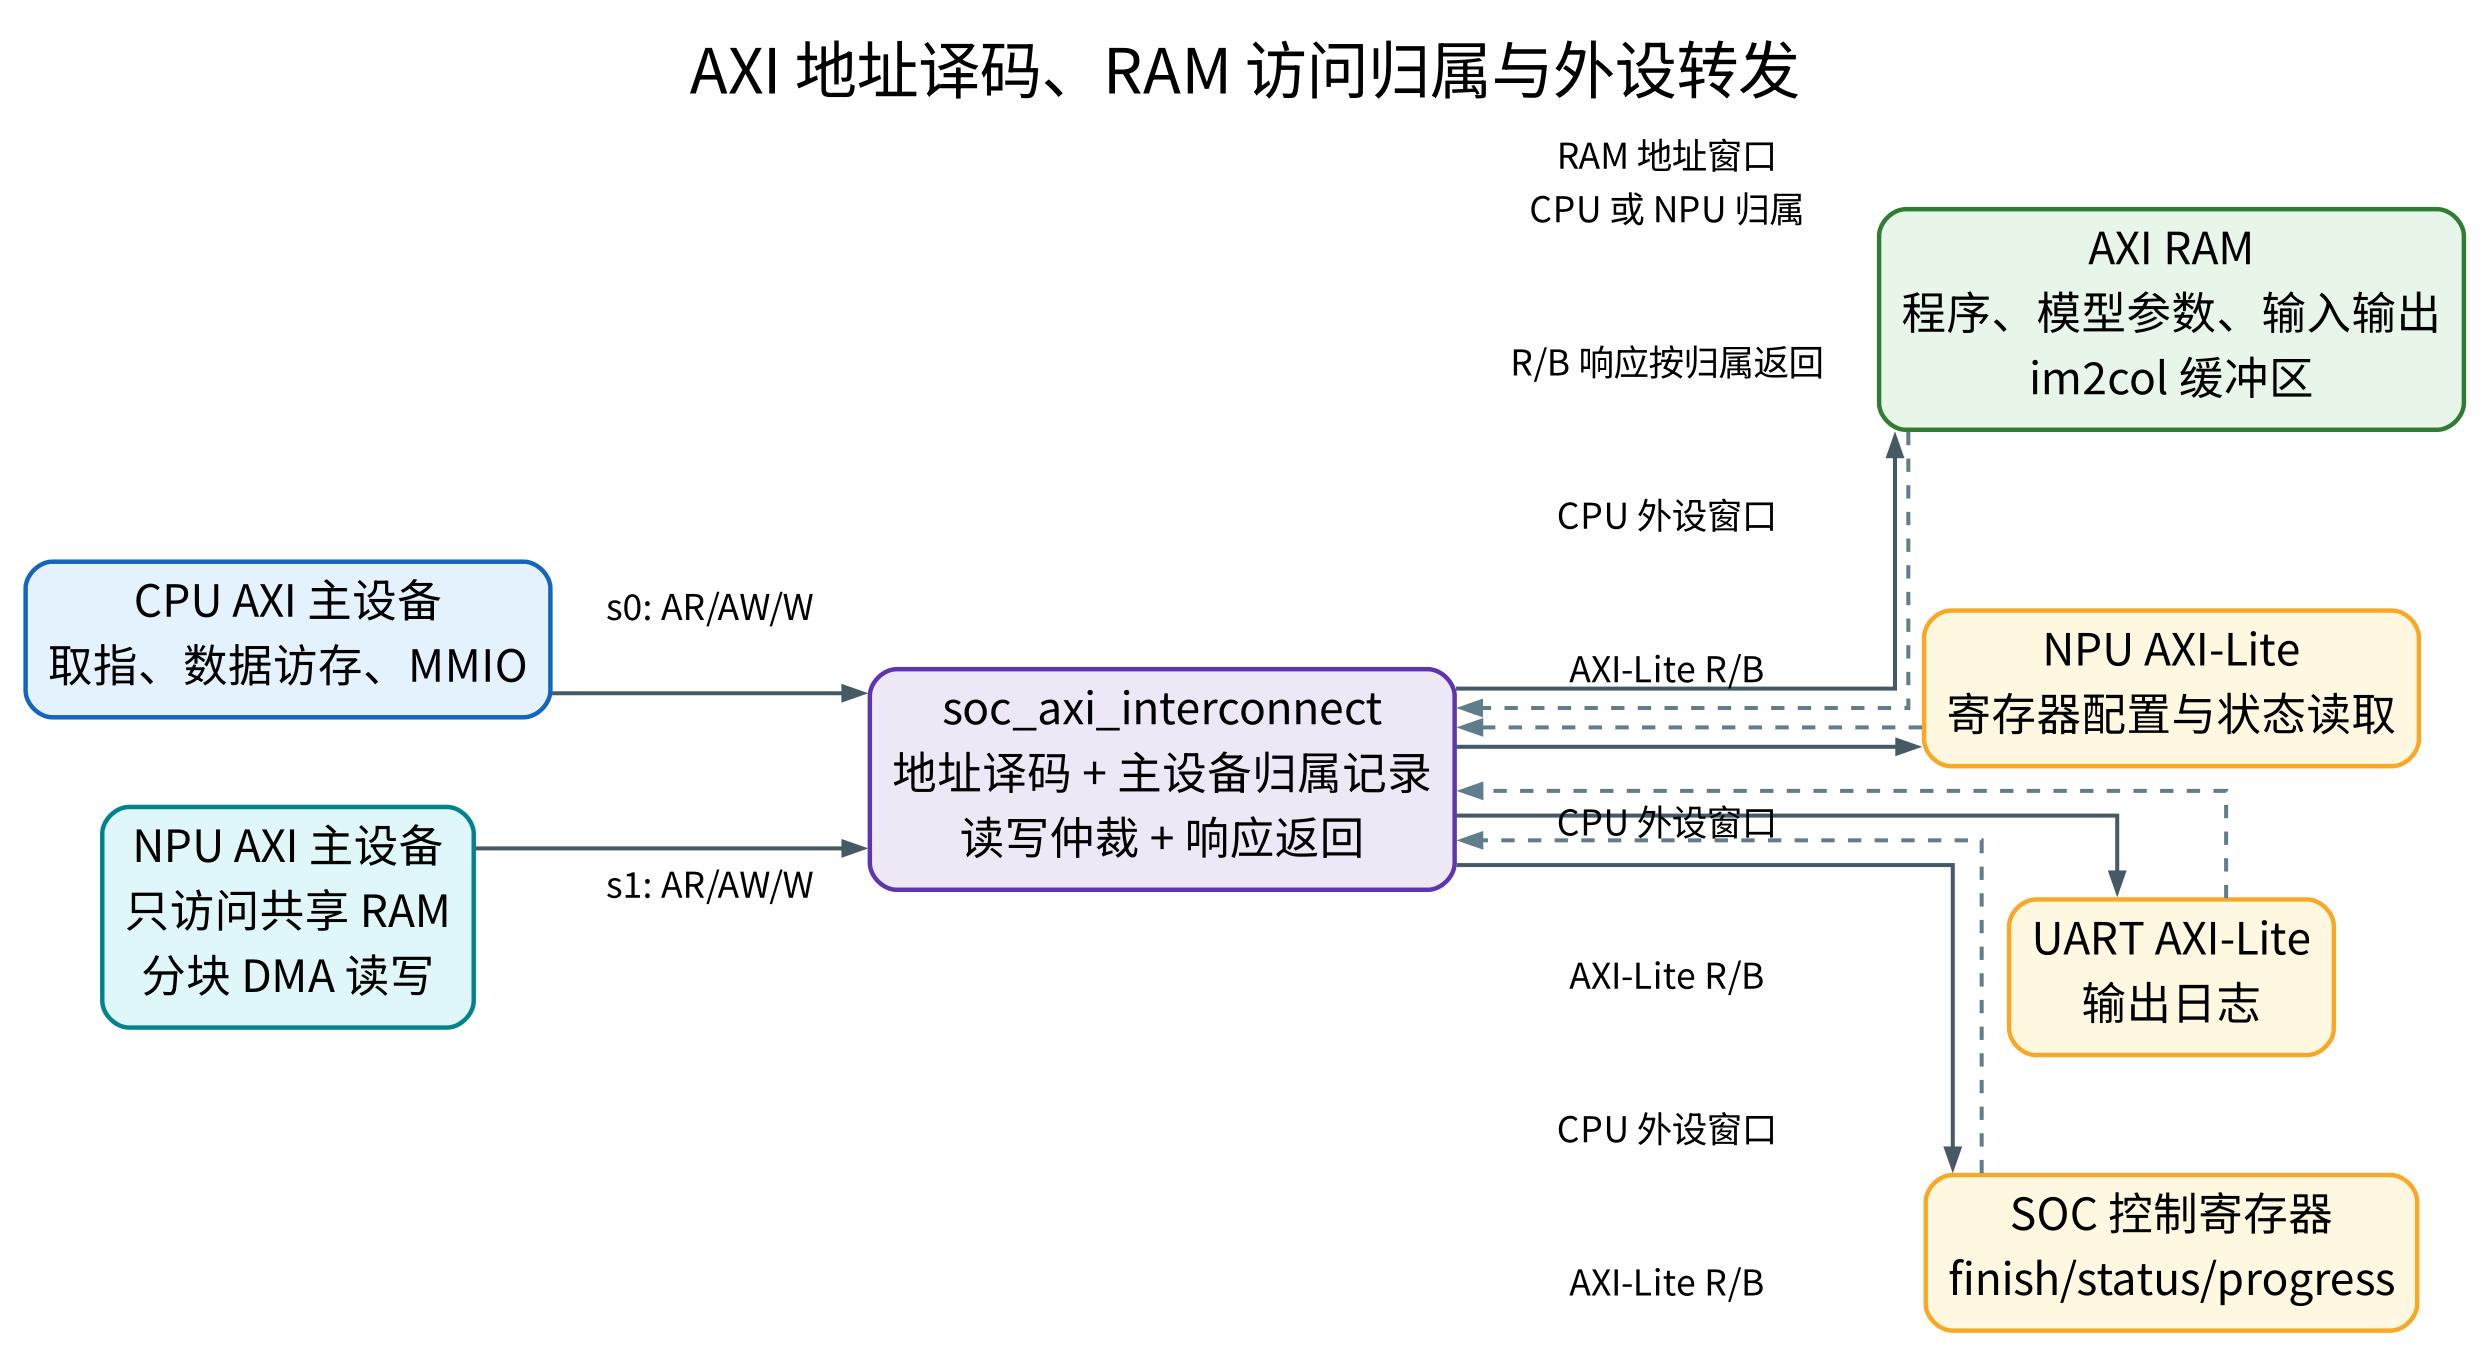 AXI 地址译码、RAM 访问归属与外设转发
RAM 地址窗口
CPU 或 NPU 归属
AXI RAM
程序、模型参数、输入输出
im2col 缓冲区
R/B 响应按归属返回
CPU 外设窗口
CPU AXI 主设备
取指、数据访存、MMIO
s0: AR/AW/W
AXI-Lite R/B
NPU AXI-Lite
寄存器配置与状态读取
soc_axi_interconnect
地址译码 + 主设备归属记录
读写仲裁 + 响应返回
CPU 外设窗口
NPU AXI 主设备
只访问共享 RAM
分块 DMA 读写
s1: AR/AW/W
UART AXI-Lite
输出日志
AXI-Lite R/B
CPU 外设窗口
SOC 控制寄存器
finish/status/progress
AXI-Lite R/B